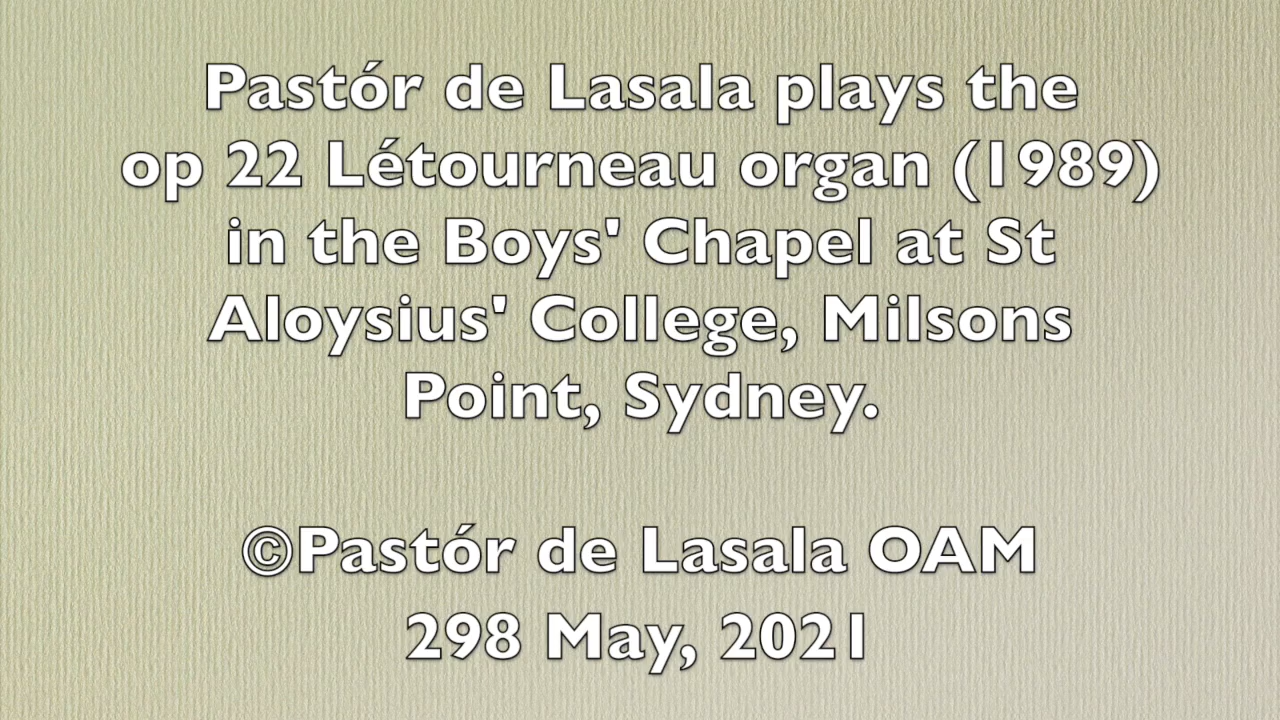 Pastór de Lasala plays the
op 22 Létourneau organ (1989)
in the Boys' Chapel at St
Aloysius' College, Milsons
Point, Sydney.
©Pastór de Lasala OAM
298 May, 2021